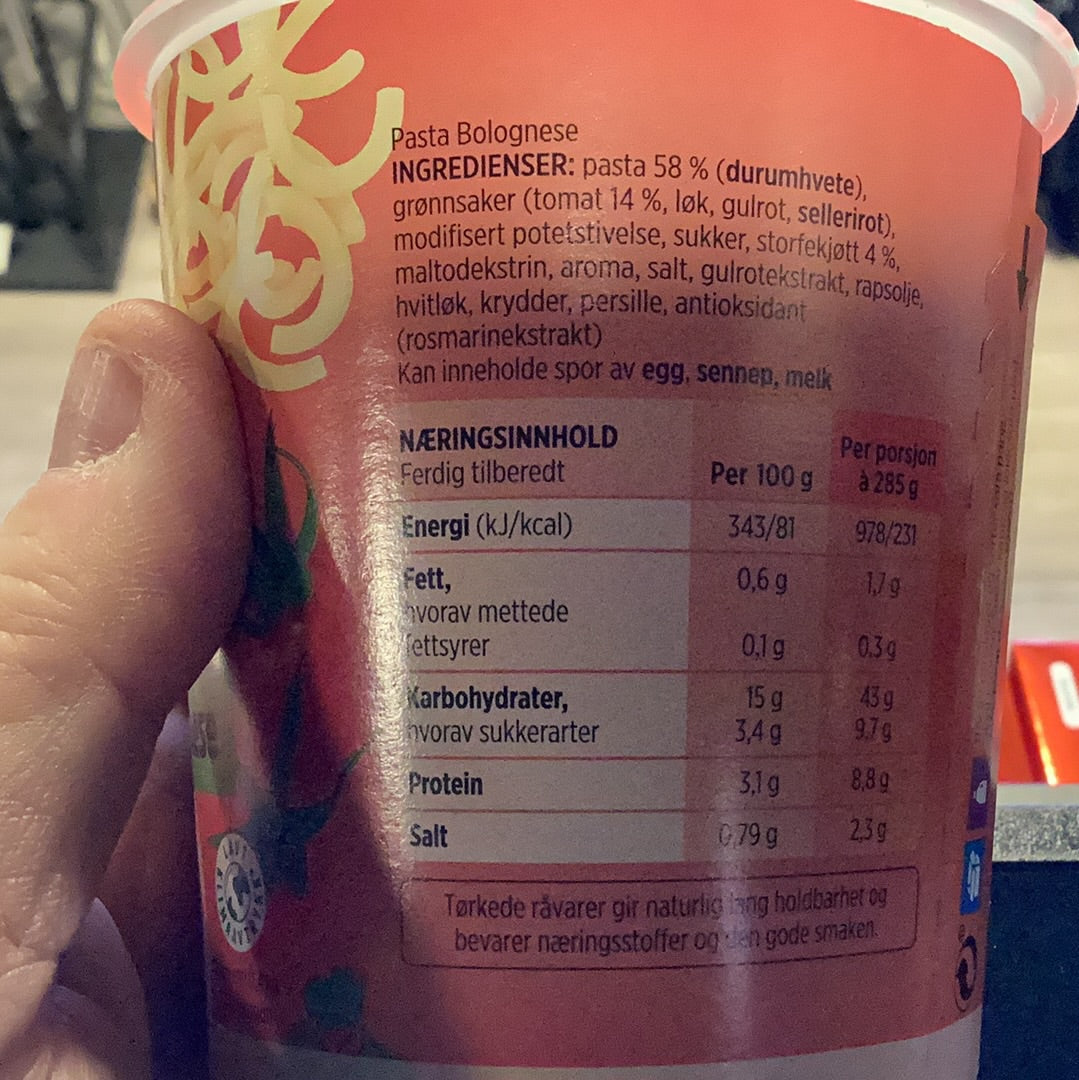 Pasta Bolognese
INGREDIENSER: pasta 58 % (durumhvete),
grønnsaker (tomat 14 %, løk, gulrot, sellerirot),
modifisert potetstivelse, sukker, storfekjøtt 4 %,
maltodekstrin, aroma, salt, gulrotekstrakt, rapsolje,
hvitløk, krydder, persille, antioksidant
(rosmarinekstrakt)
Kan inneholde spor av egg, sennep, melk
NÆRINGSINNHOLD
Ferdig tilberedt Per 100 g Per porsjon à 285 g
Energi (kJ/kcal) 343/81 978/231
Fett, 0,6 g 1,7 g
hvorav mettede
fettsyrer 0,1 g 0,3 g
Karbohydrater, 15 g 43 g
hvorav sukkerarter 3,4 g 9,7 g
Protein 3,1 g 8,8 g
Salt 0,79 g 2,3 g
Tørkede råvarer gir naturlig lang holdbarhet og
bevarer næringsstoffer og den gode smaken.
LAVT KLIMAAVTRYKK